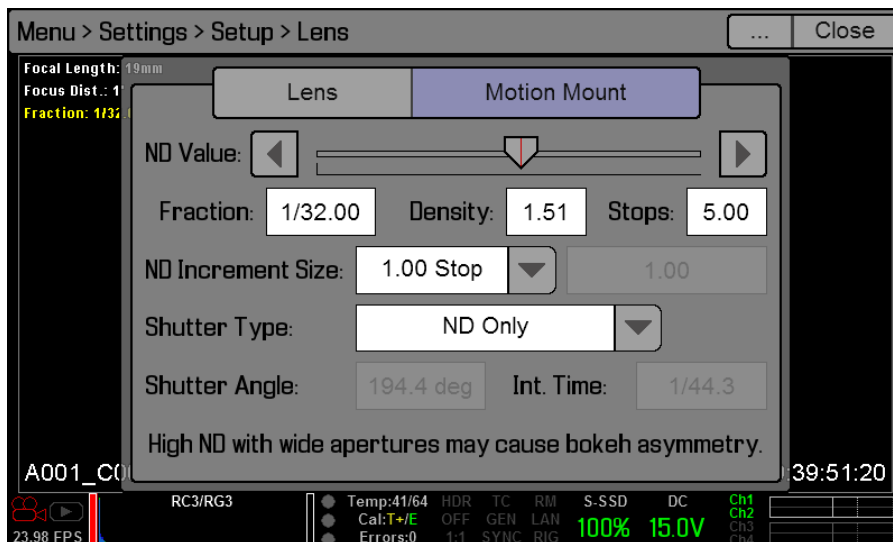 Menu > Settings > Setup > Lens ... Close
Focal Length: 19mm
Focus Dist.: 1
Fraction: 1/32.
Lens Motion Mount
ND Value:
Fraction: 1/32.00 Density: 1.51 Stops: 5.00
ND Increment Size: 1.00 Stop 1.00
Shutter Type: ND Only
Shutter Angle: 194.4 deg Int. Time: 1/44.3
High ND with wide apertures may cause bokeh asymmetry.
A001_C0 :39:51:20
RC3/RG3 Temp:41/64 HDR TC RM S-SSD DC Ch1
Cal:T+/E OFF GEN LAN 100% 15.0V Ch2
23.98 FPS Errors:0 1:1 SYNC RIG Ch3
Ch4